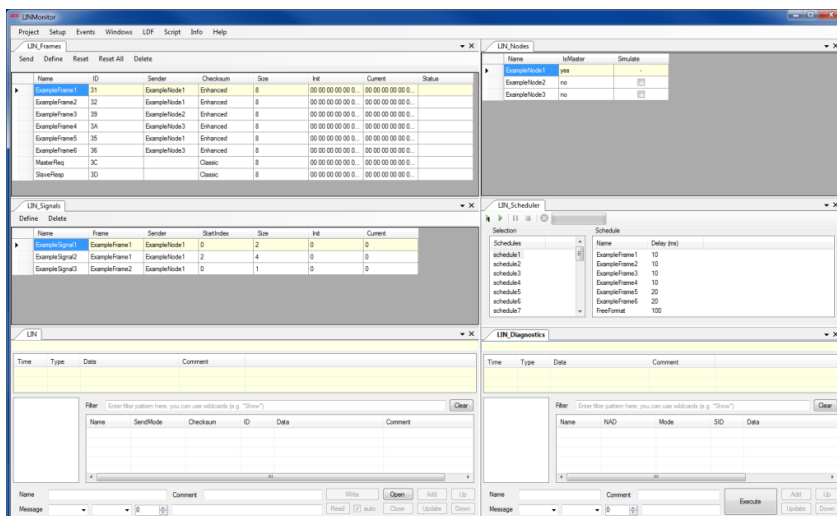 LINMonitor
Project Setup Events Windows LDF Script Info Help
LIN_Frames
Send Define Reset Reset All Delete
Name ID Sender Checksum Size Init Current Status
ExampleFrame1 31 ExampleNode1 Enhanced 8 00 00 00 00 00 0... 00 00 00 00 00 0...
ExampleFrame2 32 ExampleNode1 Enhanced 8 00 00 00 00 00 0... 00 00 00 00 00 0...
ExampleFrame3 39 ExampleNode2 Enhanced 8 00 00 00 00 00 0... 00 00 00 00 00 0...
ExampleFrame4 3A ExampleNode3 Enhanced 8 00 00 00 00 00 0... 00 00 00 00 00 0...
ExampleFrame5 35 ExampleNode1 Enhanced 8 00 00 00 00 00 0... 00 00 00 00 00 0...
ExampleFrame6 36 ExampleNode3 Enhanced 8 00 00 00 00 00 0... 00 00 00 00 00 0...
MasterReq 3C Classic 8 00 00 00 00 00 0... 00 00 00 00 00 0...
SlaveResp 3D Classic 8 00 00 00 00 00 0... 00 00 00 00 00 0...
LIN_Nodes
Name IsMaster Simulate
ExampleNode1 yes -
ExampleNode2 no
ExampleNode3 no
LIN_Signals
Define Delete
Name Frame Sender StartIndex Size Init Current
ExampleSignal1 ExampleFrame1 ExampleNode1 0 2 0 0
ExampleSignal2 ExampleFrame1 ExampleNode1 2 4 0 0
ExampleSignal3 ExampleFrame2 ExampleNode1 0 1 0 0
LIN_Scheduler
Selection Schedule
Schedules Name Delay (ms)
schedule1 ExampleFrame1 10
schedule2 ExampleFrame2 10
schedule3 ExampleFrame3 10
schedule4 ExampleFrame4 10
schedule5 ExampleFrame5 20
schedule6 ExampleFrame6 20
schedule7 FreeFormat 100
LIN
Time Type Data Comment
Filter Enter filter pattern here, you can use wildcards (e.g. "Show*") Clear
Name SendMode Checksum ID Data Comment
Name Comment Write Open Add Up
Message 0 Read auto Close Update Down
LIN_Diagnostics
Time Type Data Comment
Filter Enter filter pattern here, you can use wildcards (e.g. "Show*") Clear
Name NAD Mode SID Data
Name Comment Execute Add Up
Message 0 Update Down